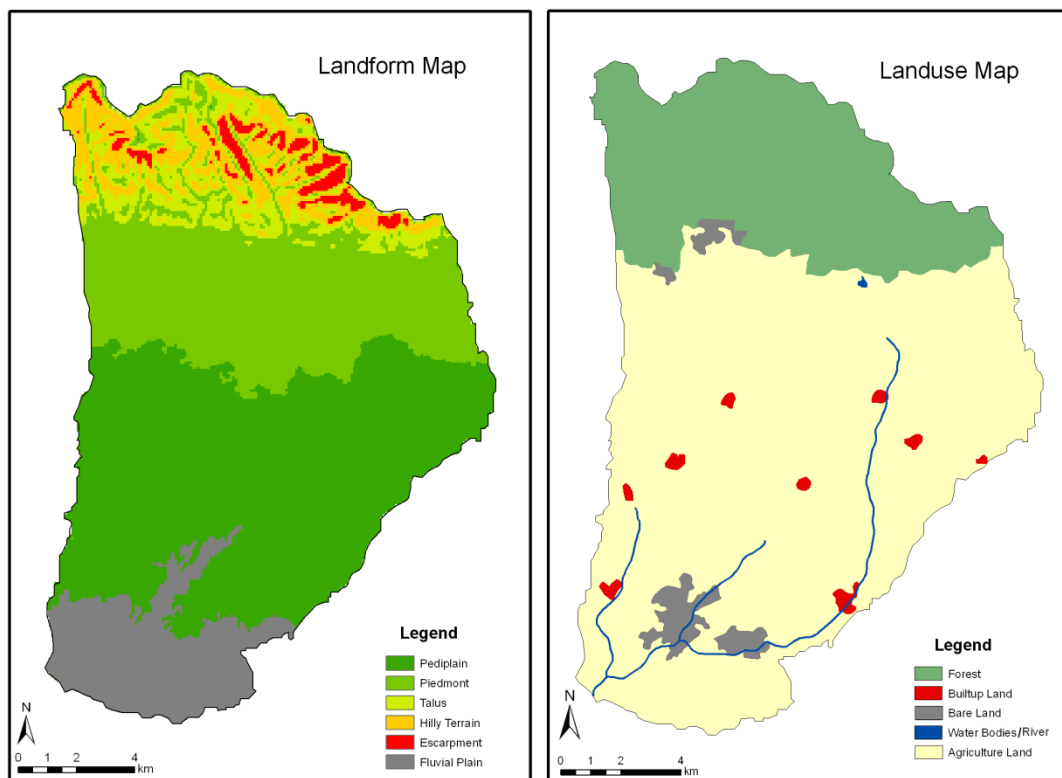 Landform Map
Legend
Pediplain
Piedmont
Talus
Hilly Terrain
Escarpment
Fluvial Plain
N
0 1 2 4
km
Landuse Map
Legend
Forest
Builtup Land
Bare Land
Water Bodies/River
Agriculture Land
N
0 1 2 4
km